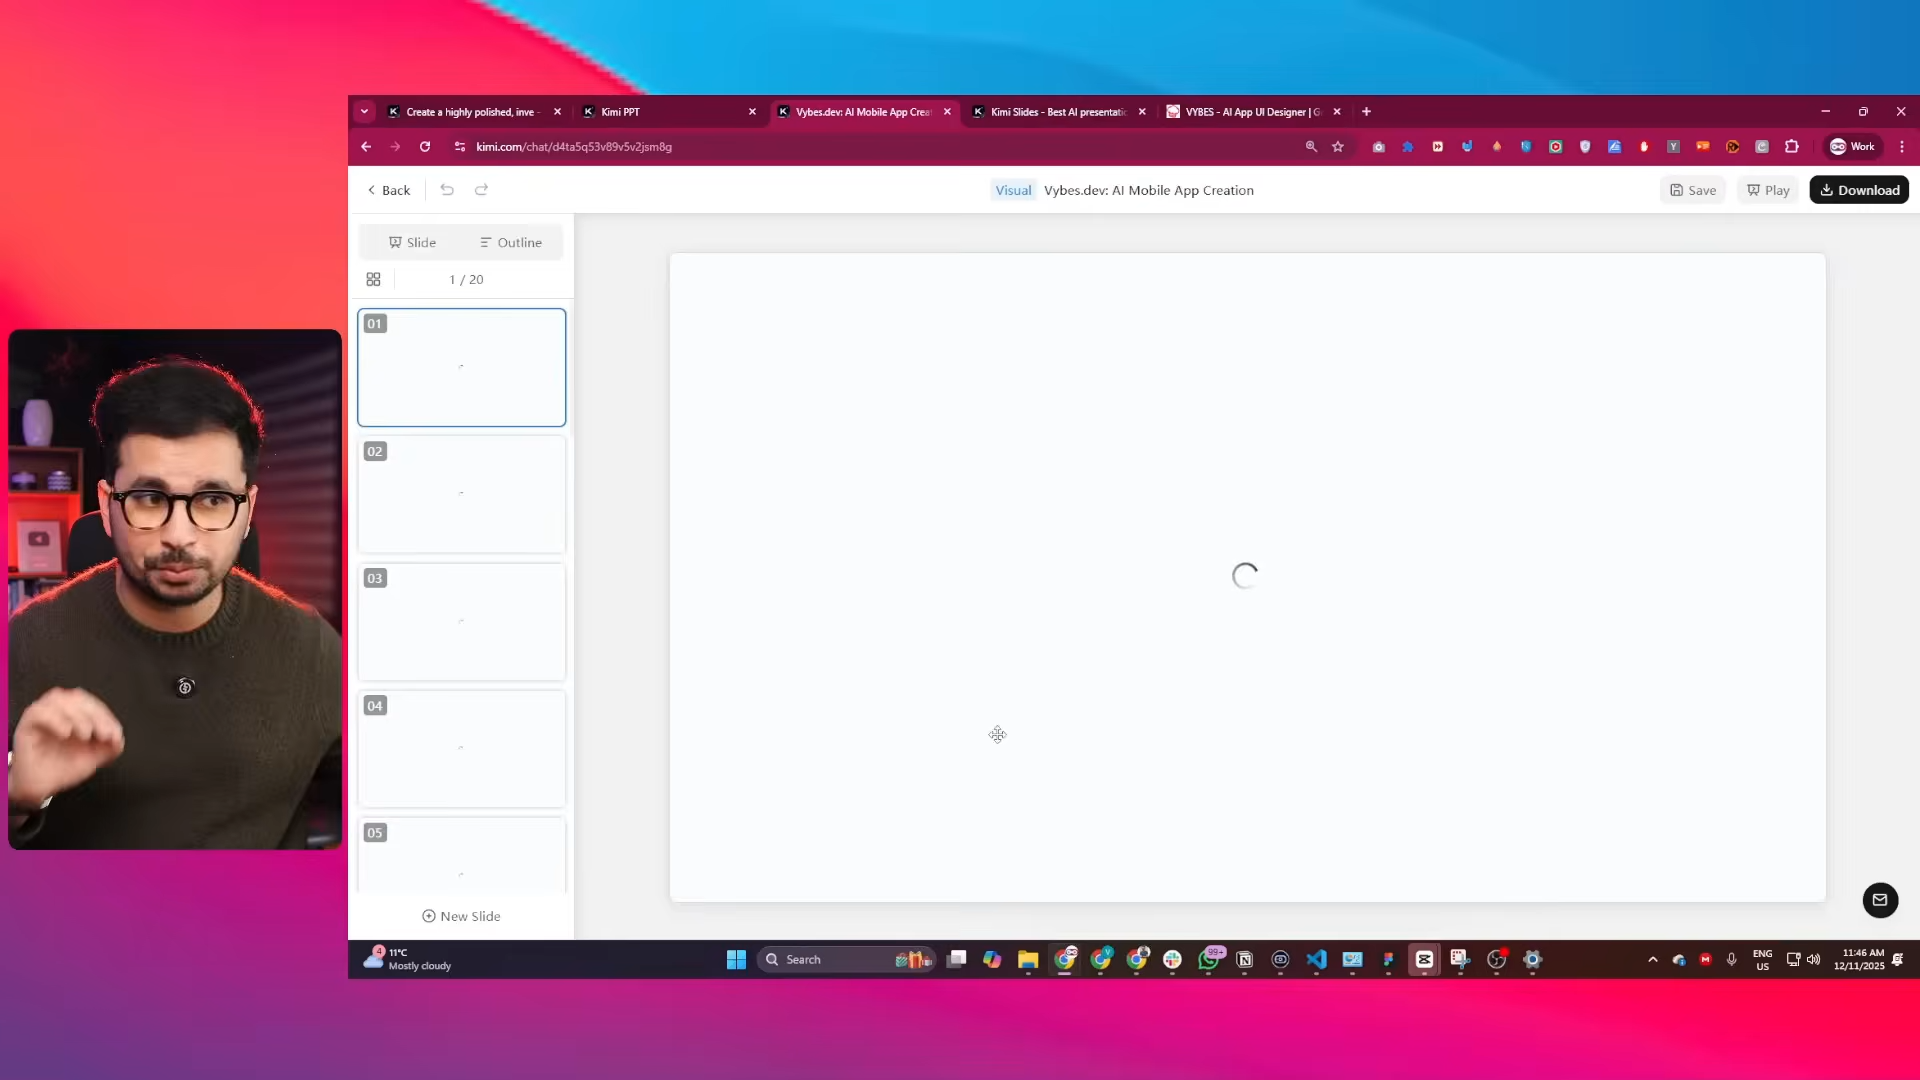 Create a highly polished, inve
Kimi PPT
Vybes.dev: AI Mobile App Crea
Kimi Slides - Best AI presentatic
VYBES - AI App UI Designer | G
kimi.com/chat/d4ta5q53v89v5v2jsm8g
Work
Back
Visual
Vybes.dev: AI Mobile App Creation
Save
Play
Download
Slide
Outline
1 / 20
01
02
03
04
05
New Slide
4
11°C
Mostly cloudy
Search
99+
ENG
US
11:46 AM
12/11/2025